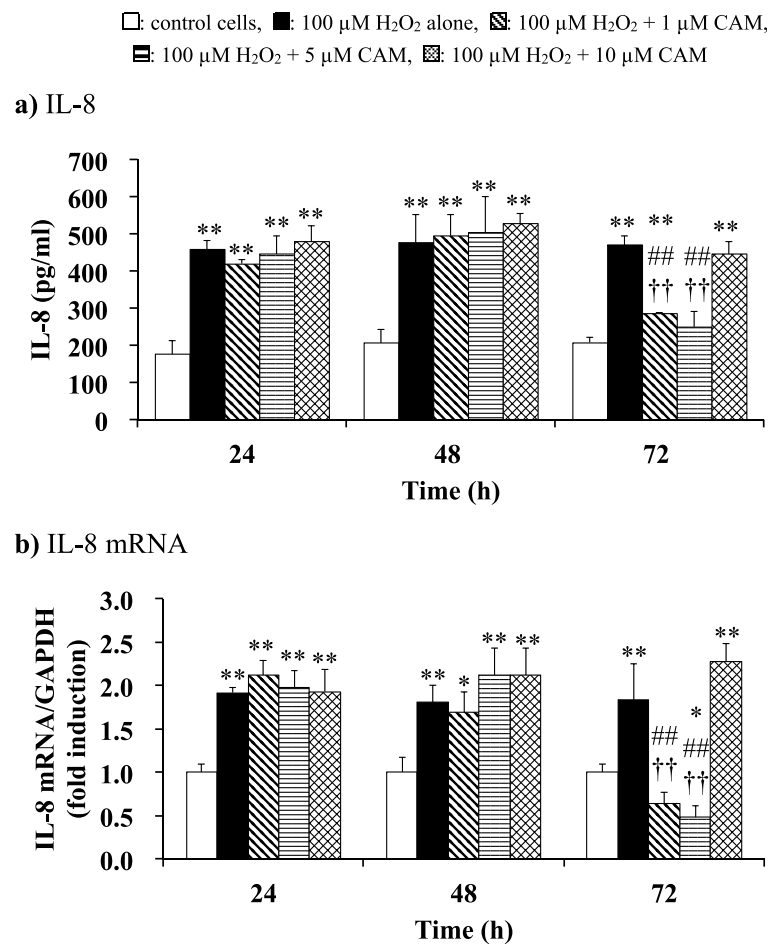 □: control cells, ■: 100 µM H₂O₂ alone, ▧: 100 µM H₂O₂ + 1 µM CAM,
▤: 100 µM H₂O₂ + 5 µM CAM, ▩: 100 µM H₂O₂ + 10 µM CAM
a) IL-8
700
600
500
400
300
200
100
0
IL-8 (pg/ml)
** ** ** **
** ** ** **
** ** ** **
## ##
†† ††
24 48 72
Time (h)
b) IL-8 mRNA
3.0
2.5
2.0
1.5
1.0
0.5
0.0
IL-8 mRNA/GAPDH
(fold induction)
** ** ** **
** * ** **
** * **
## ##
†† ††
24 48 72
Time (h)